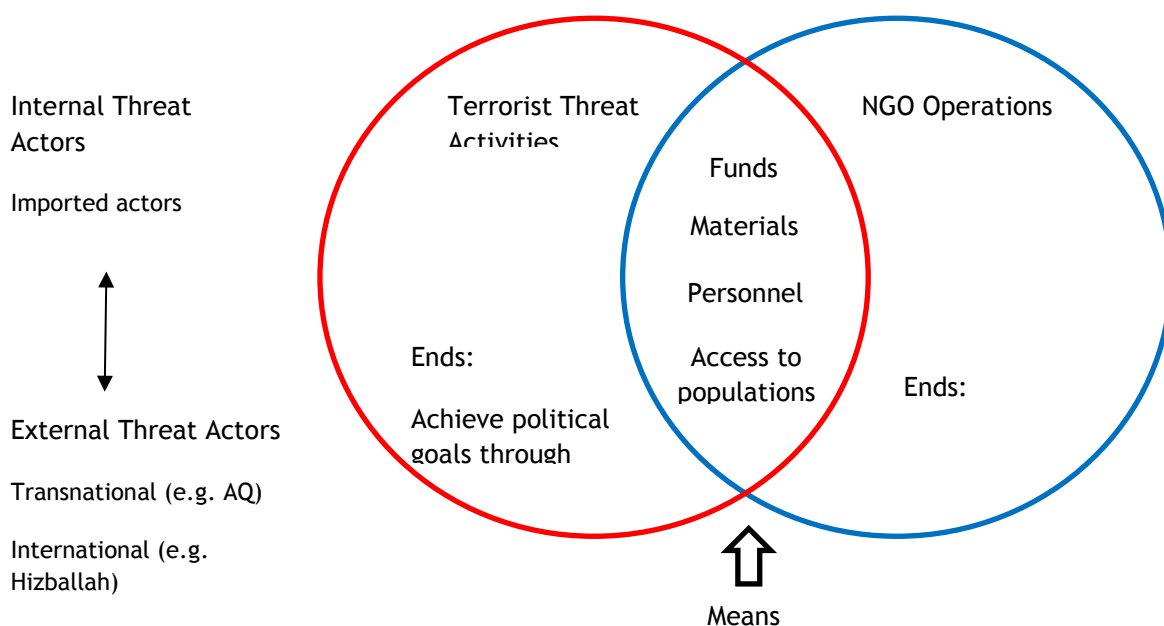 Internal Threat
Actors
Imported actors
External Threat Actors
Transnational (e.g. AQ)
International (e.g.
Hizballah)
Terrorist Threat
Activities
Ends:
Achieve political
goals through
Funds
Materials
Personnel
Access to
populations
NGO Operations
Ends:
Means